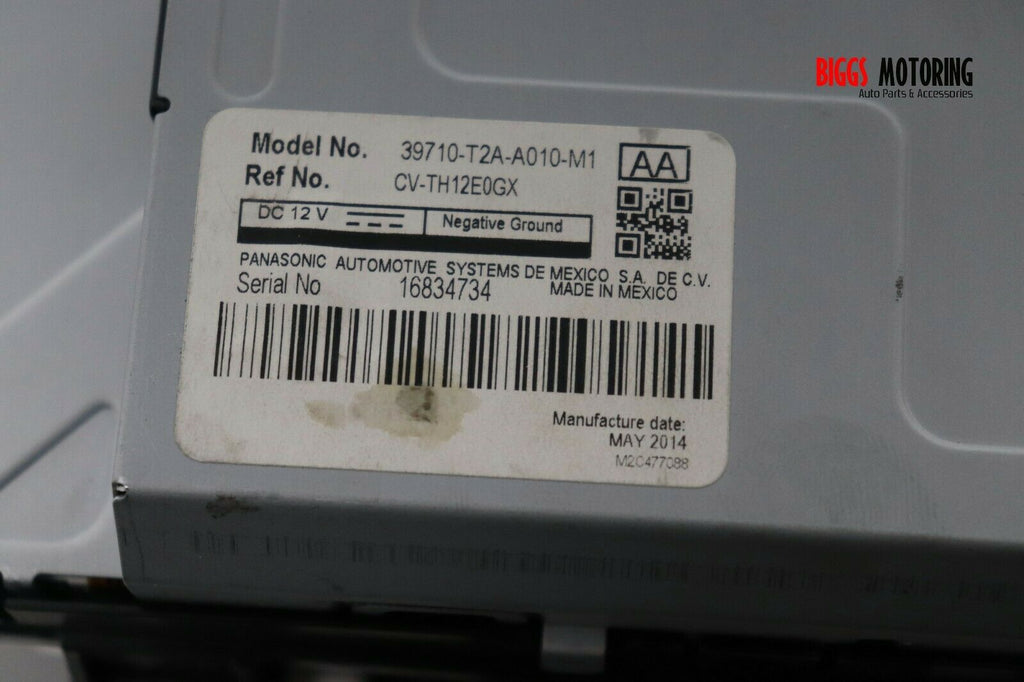 BIGGS MOTORING
Auto Parts & Accessories
Model No. 39710-T2A-A010-M1 AA
Ref No. CV-TH12E0GX
DC 12 V Negative Ground
PANASONIC AUTOMOTIVE SYSTEMS DE MEXICO S.A. DE C.V.
Serial No 16834734 MADE IN MEXICO
Manufacture date:
MAY 2014